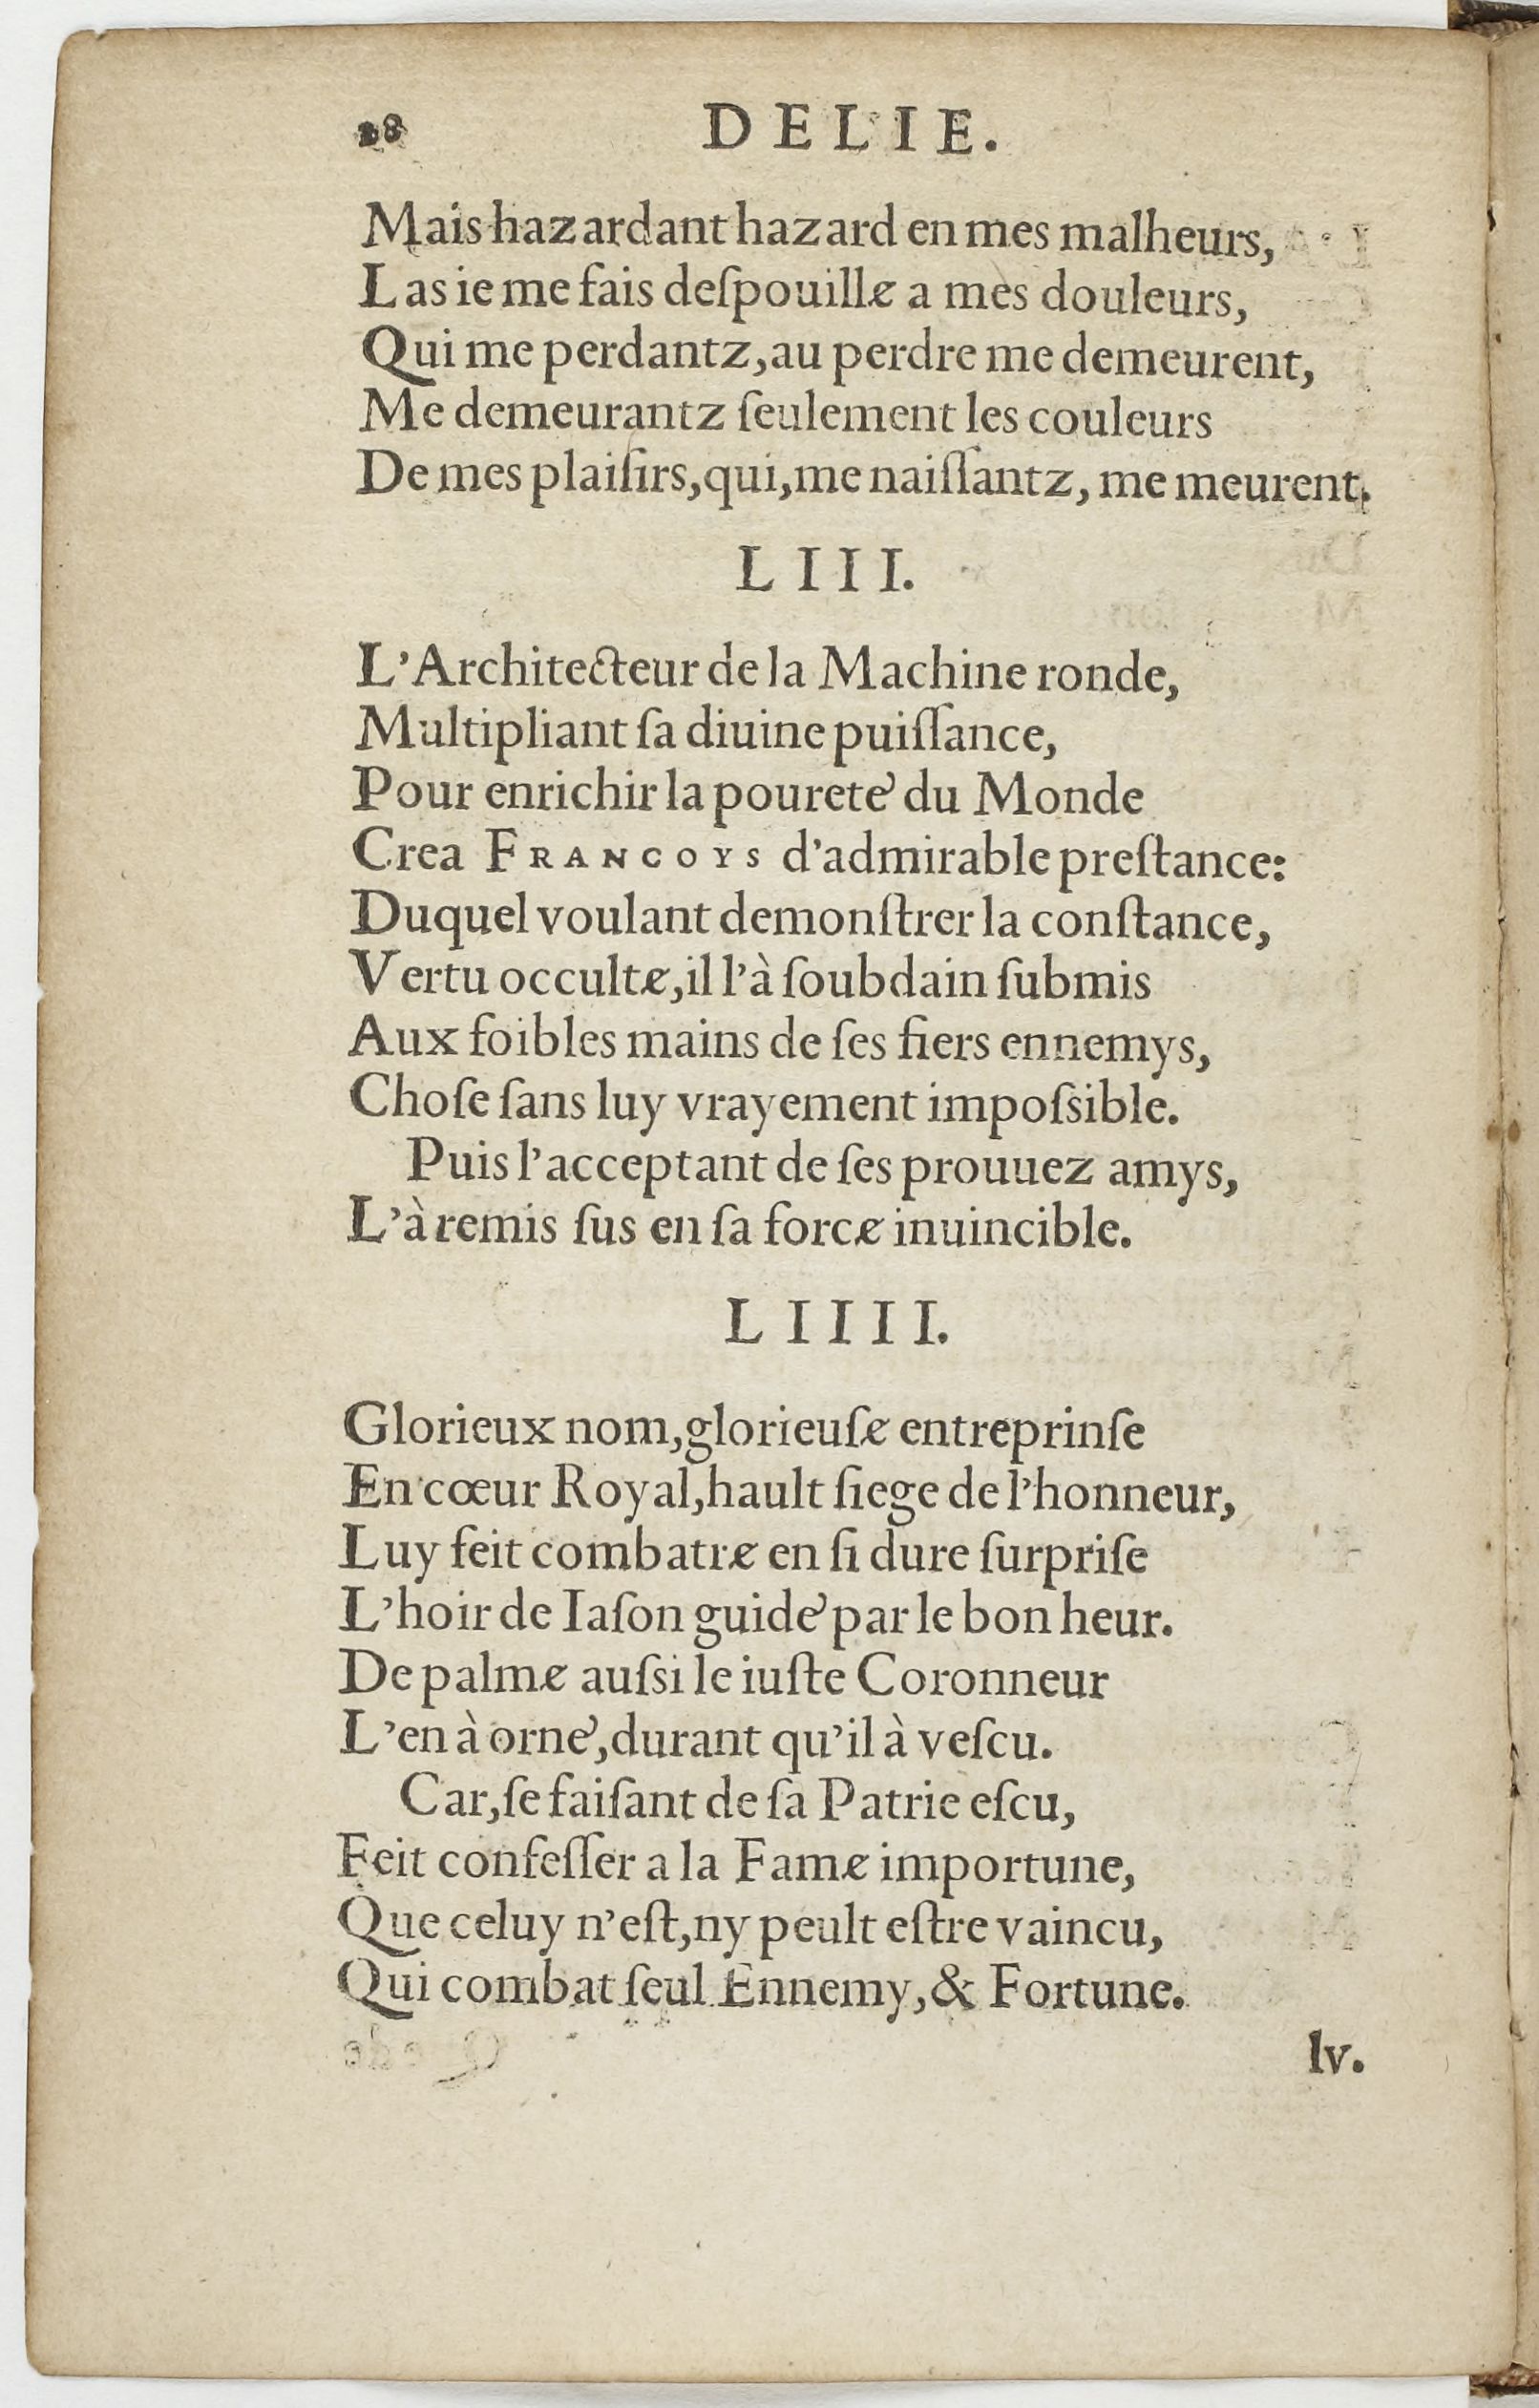 28 DELIE.
Mais hazardant hazard en mes malheurs,
Las ie me fais deſpouille a mes douleurs,
Qui me perdantz, au perdre me demeurent,
Me demeurantz ſeulement les couleurs
De mes plaiſirs, qui, me naiſſantz, me meurent.
LIII.
L'Architecteur de la Machine ronde,
Multipliant ſa diuine puiſſance,
Pour enrichir la poureté du Monde
Crea FRANCOYS d'admirable preſtance:
Duquel voulant demonſtrer la conſtance,
Vertu occulte, il l'à ſoubdain ſubmis
Aux foibles mains de ſes fiers ennemys,
Choſe ſans luy vrayement impoſsible.
Puis l'acceptant de ſes prouuez amys,
L'à remis ſus en ſa force inuincible.
LIIII.
Glorieux nom, glorieuſe entreprinſe
En cœur Royal, hault ſiege de l'honneur,
Luy feit combatre en ſi dure ſurpriſe
L'hoir de Iaſon guidé par le bon heur.
De palme auſsi le iuſte Coronneur
L'en à orné, durant qu'il à veſcu.
Car, ſe faiſant de ſa Patrie eſcu,
Feit confeſſer a la Fame importune,
Que celuy n'eſt, ny peult eſtre vaincu,
Qui combat ſeul Ennemy, & Fortune.
lv.